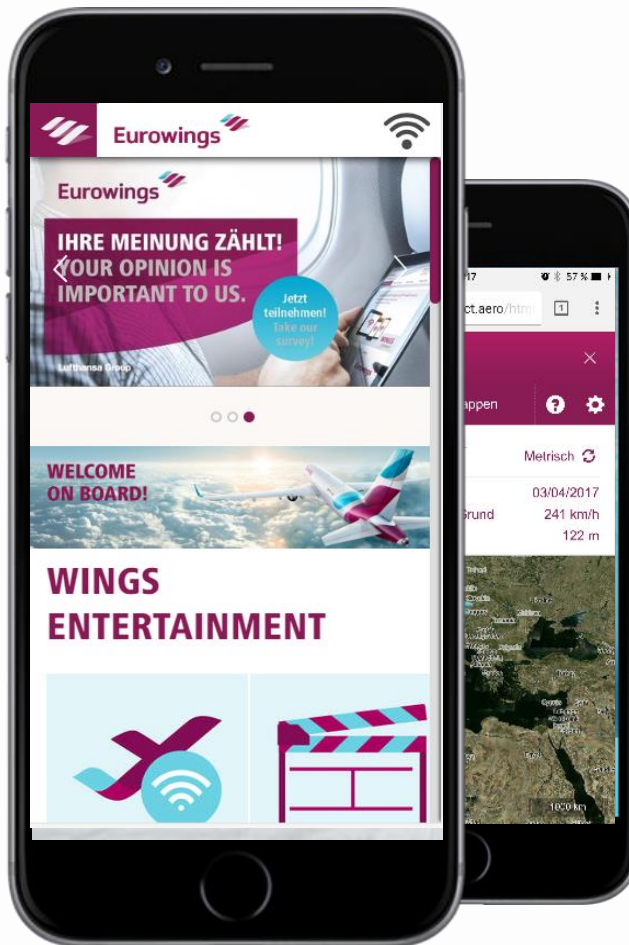 Eurowings
Eurowings
IHRE MEINUNG ZÄHLT!
YOUR OPINION IS
IMPORTANT TO US.
Jetzt
teilnehmen!
Take our
survey!
Lufthansa Group
WELCOME
ON BOARD!
WINGS
ENTERTAINMENT
57 %
ct.aero/html
1
appen
?
Metrisch
03/04/2017
Grund 241 km/h
122 m
1000 km